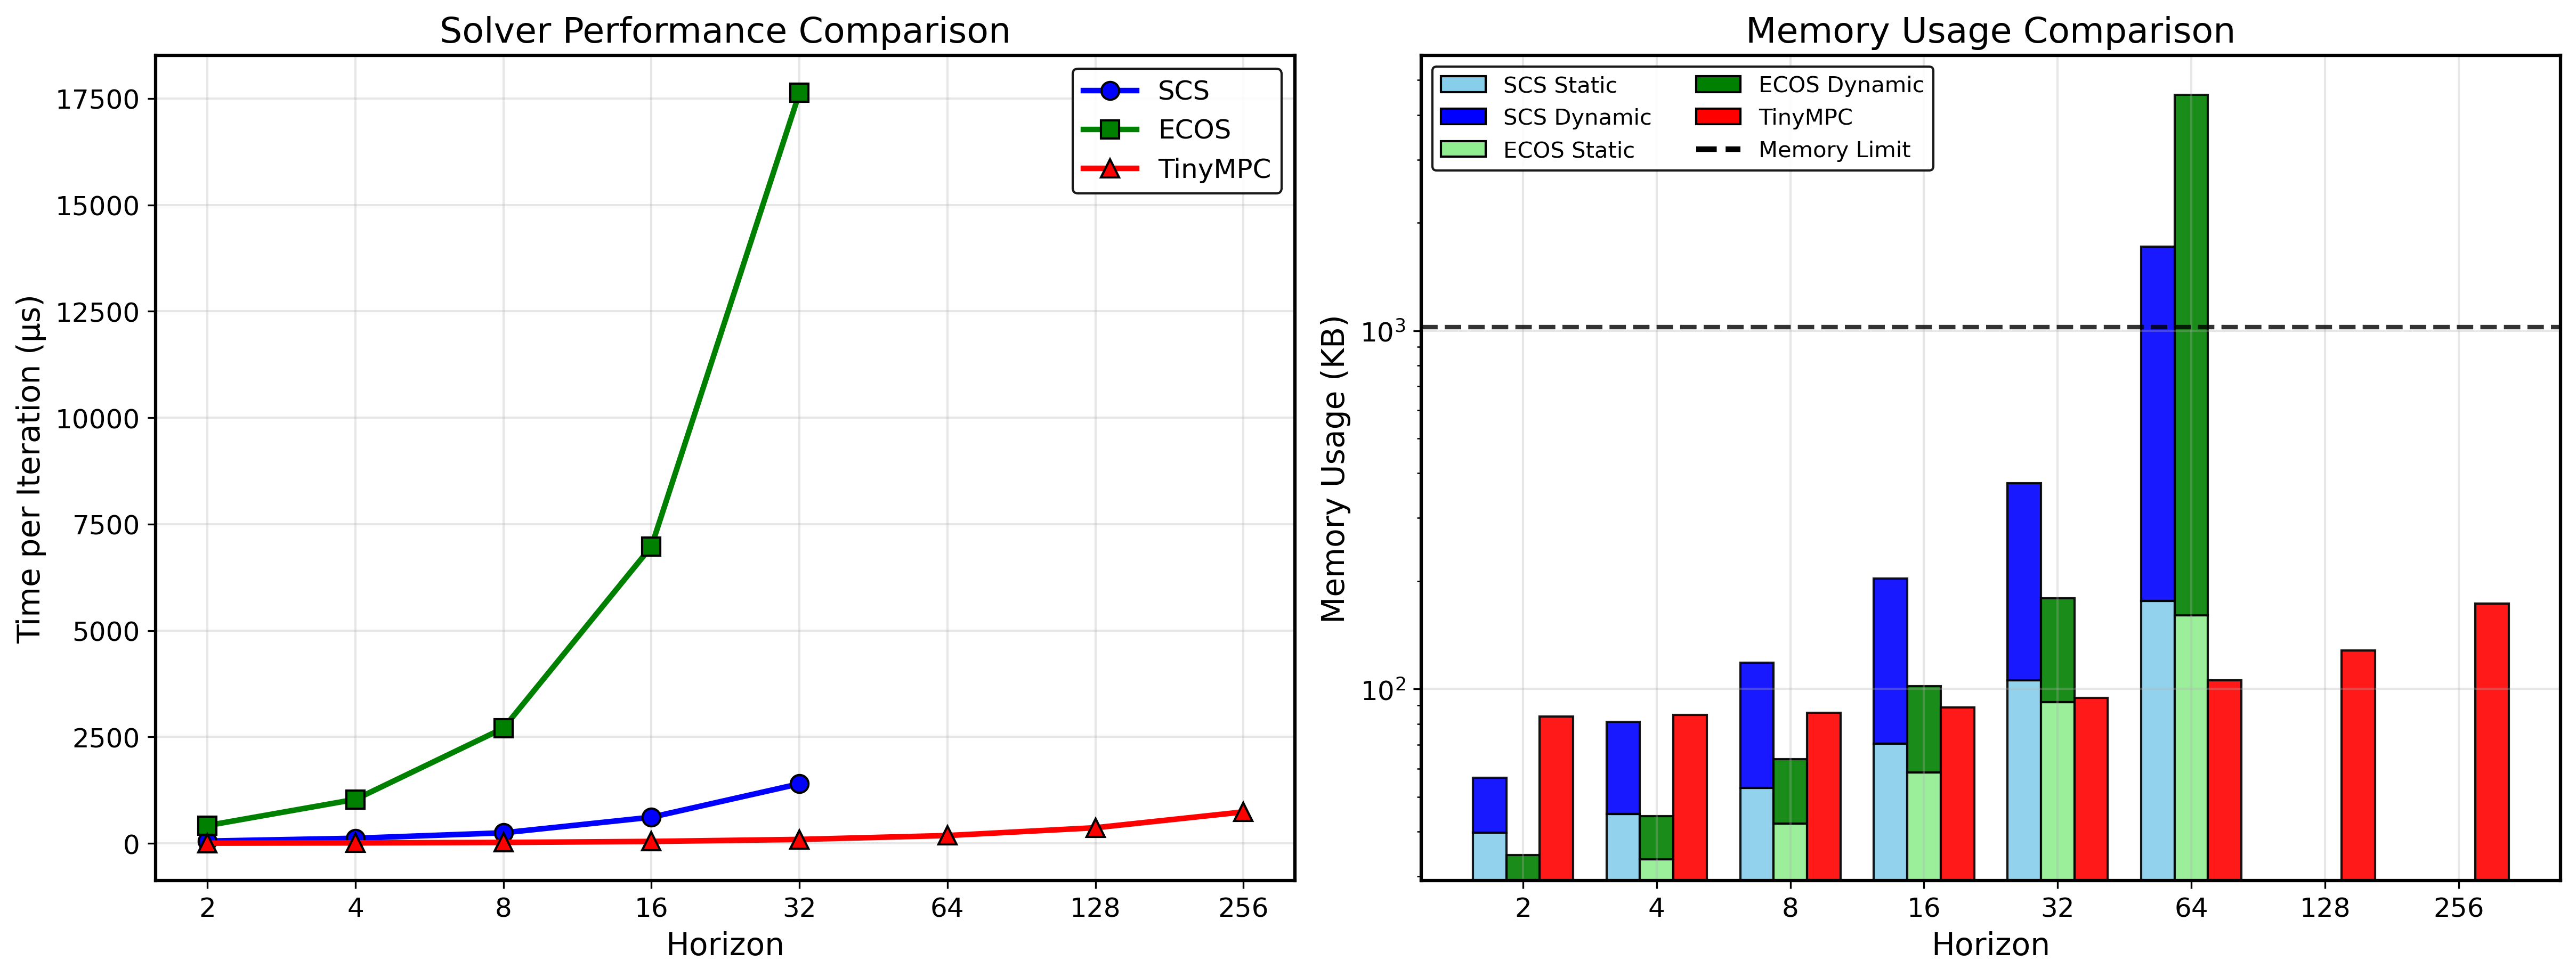 Solver Performance Comparison
Time per Iteration (µs)
17500
15000
12500
10000
7500
5000
2500
0
SCS
ECOS
TinyMPC
2 4 8 16 32 64 128 256
Horizon
Memory Usage Comparison
Memory Usage (KB)
10³
10²
SCS Static
SCS Dynamic
ECOS Static
ECOS Dynamic
TinyMPC
Memory Limit
2 4 8 16 32 64 128 256
Horizon